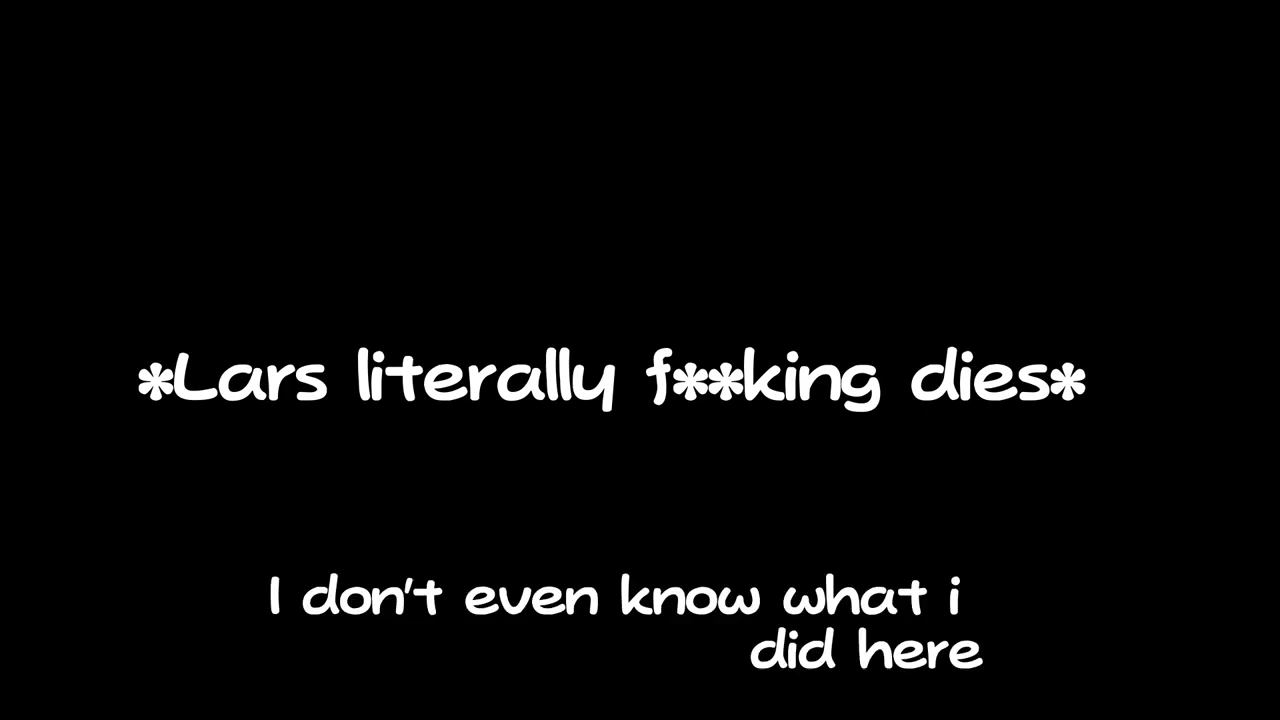 *Lars literally f**king dies*
I don't even know what i
did here